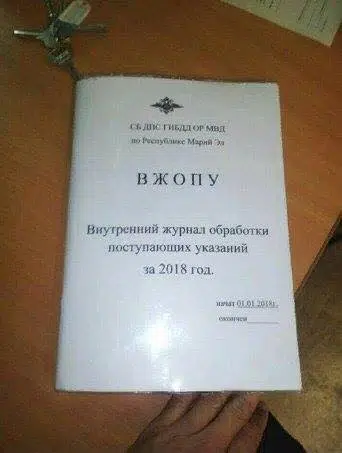 СБ ДПС ГИБДД ОР МВД
по Республике Марий Эл
ВЖОПУ
Внутренний журнал обработки
поступающих указаний
за 2018 год.
начат 01.01.2018г.
окончен